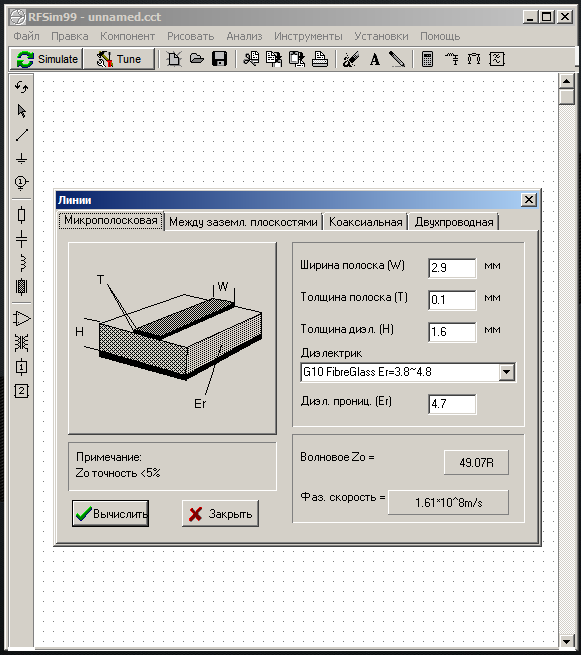 RFSim99 - unnamed.cct
Файл Правка Компонент Рисовать Анализ Инструменты Установки Помощь
Simulate Tune A
1
1
2
Линии
Микрополосковая Между заземл. плоскостями Коаксиальная Двухпроводная
T W H Er
Ширина полоска (W) 2.9 мм
Толщина полоска (T) 0.1 мм
Толщина диэл. (H) 1.6 мм
Диэлектрик
G10 FibreGlass Er=3.8~4.8
Диэл. прониц. (Er) 4.7
Примечание:
Zo точность <5%
Волновое Zo = 49.07R
Фаз. скорость = 1.61*10^8m/s
Вычислить Закрыть